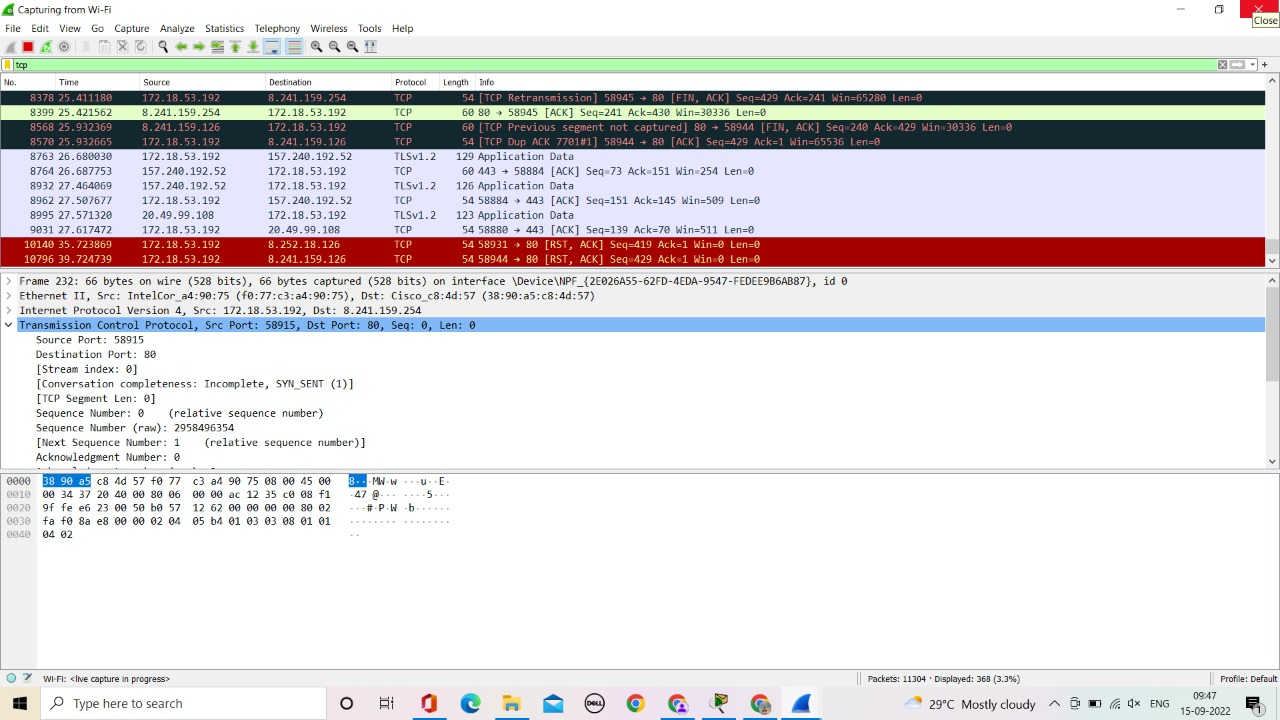 Capturing from Wi-Fi
Close
File Edit View Go Capture Analyze Statistics Telephony Wireless Tools Help
tcp
No. Time Source Destination Protocol Length Info
8378 25.411180 172.18.53.192 8.241.159.254 TCP 54 [TCP Retransmission] 58945 → 80 [FIN, ACK] Seq=429 Ack=241 Win=65280 Len=0
8399 25.421562 8.241.159.254 172.18.53.192 TCP 60 80 → 58945 [ACK] Seq=241 Ack=430 Win=30336 Len=0
8568 25.932369 8.241.159.126 172.18.53.192 TCP 60 [TCP Previous segment not captured] 80 → 58944 [FIN, ACK] Seq=240 Ack=429 Win=30336 Len=0
8570 25.932665 172.18.53.192 8.241.159.126 TCP 54 [TCP Dup ACK 7701#1] 58944 → 80 [ACK] Seq=429 Ack=1 Win=65536 Len=0
8763 26.680030 172.18.53.192 157.240.192.52 TLSv1.2 129 Application Data
8764 26.687753 157.240.192.52 172.18.53.192 TCP 60 443 → 58884 [ACK] Seq=73 Ack=151 Win=254 Len=0
8932 27.464069 157.240.192.52 172.18.53.192 TLSv1.2 126 Application Data
8962 27.507677 172.18.53.192 157.240.192.52 TCP 54 58884 → 443 [ACK] Seq=151 Ack=145 Win=509 Len=0
8995 27.571320 20.49.99.108 172.18.53.192 TLSv1.2 123 Application Data
9031 27.617472 172.18.53.192 20.49.99.108 TCP 54 58880 → 443 [ACK] Seq=139 Ack=70 Win=511 Len=0
10140 35.723869 172.18.53.192 8.252.18.126 TCP 54 58931 → 80 [RST, ACK] Seq=419 Ack=1 Win=0 Len=0
10796 39.724739 172.18.53.192 8.241.159.126 TCP 54 58944 → 80 [RST, ACK] Seq=429 Ack=1 Win=0 Len=0
Frame 232: 66 bytes on wire (528 bits), 66 bytes captured (528 bits) on interface \Device\NPF_{2E026A55-62FD-4EDA-9547-FEDEE9B6AB87}, id 0
Ethernet II, Src: IntelCor_a4:90:75 (f0:77:c3:a4:90:75), Dst: Cisco_c8:4d:57 (38:90:a5:c8:4d:57)
Internet Protocol Version 4, Src: 172.18.53.192, Dst: 8.241.159.254
Transmission Control Protocol, Src Port: 58915, Dst Port: 80, Seq: 0, Len: 0
Source Port: 58915
Destination Port: 80
[Stream index: 0]
[Conversation completeness: Incomplete, SYN_SENT (1)]
[TCP Segment Len: 0]
Sequence Number: 0 (relative sequence number)
Sequence Number (raw): 2958496354
[Next Sequence Number: 1 (relative sequence number)]
Acknowledgment Number: 0
0000 38 90 a5 c8 4d 57 f0 77 c3 a4 90 75 08 00 45 00 8···MW·w ···u··E·
0010 00 34 37 20 40 00 80 06 00 00 ac 12 35 c0 08 f1 ·47 @··· ····5···
0020 9f fe e6 23 00 50 b0 57 12 62 00 00 00 00 80 02 ···#·P·W ·b······
0030 fa f0 8a e8 00 00 02 04 05 b4 01 03 03 08 01 01 ········ ········
0040 04 02 ··
Wi-Fi: <live capture in progress> Packets: 11304 · Displayed: 368 (3.3%) Profile: Default
Type here to search
DELL
29°C Mostly cloudy
ENG
09:47
15-09-2022
1